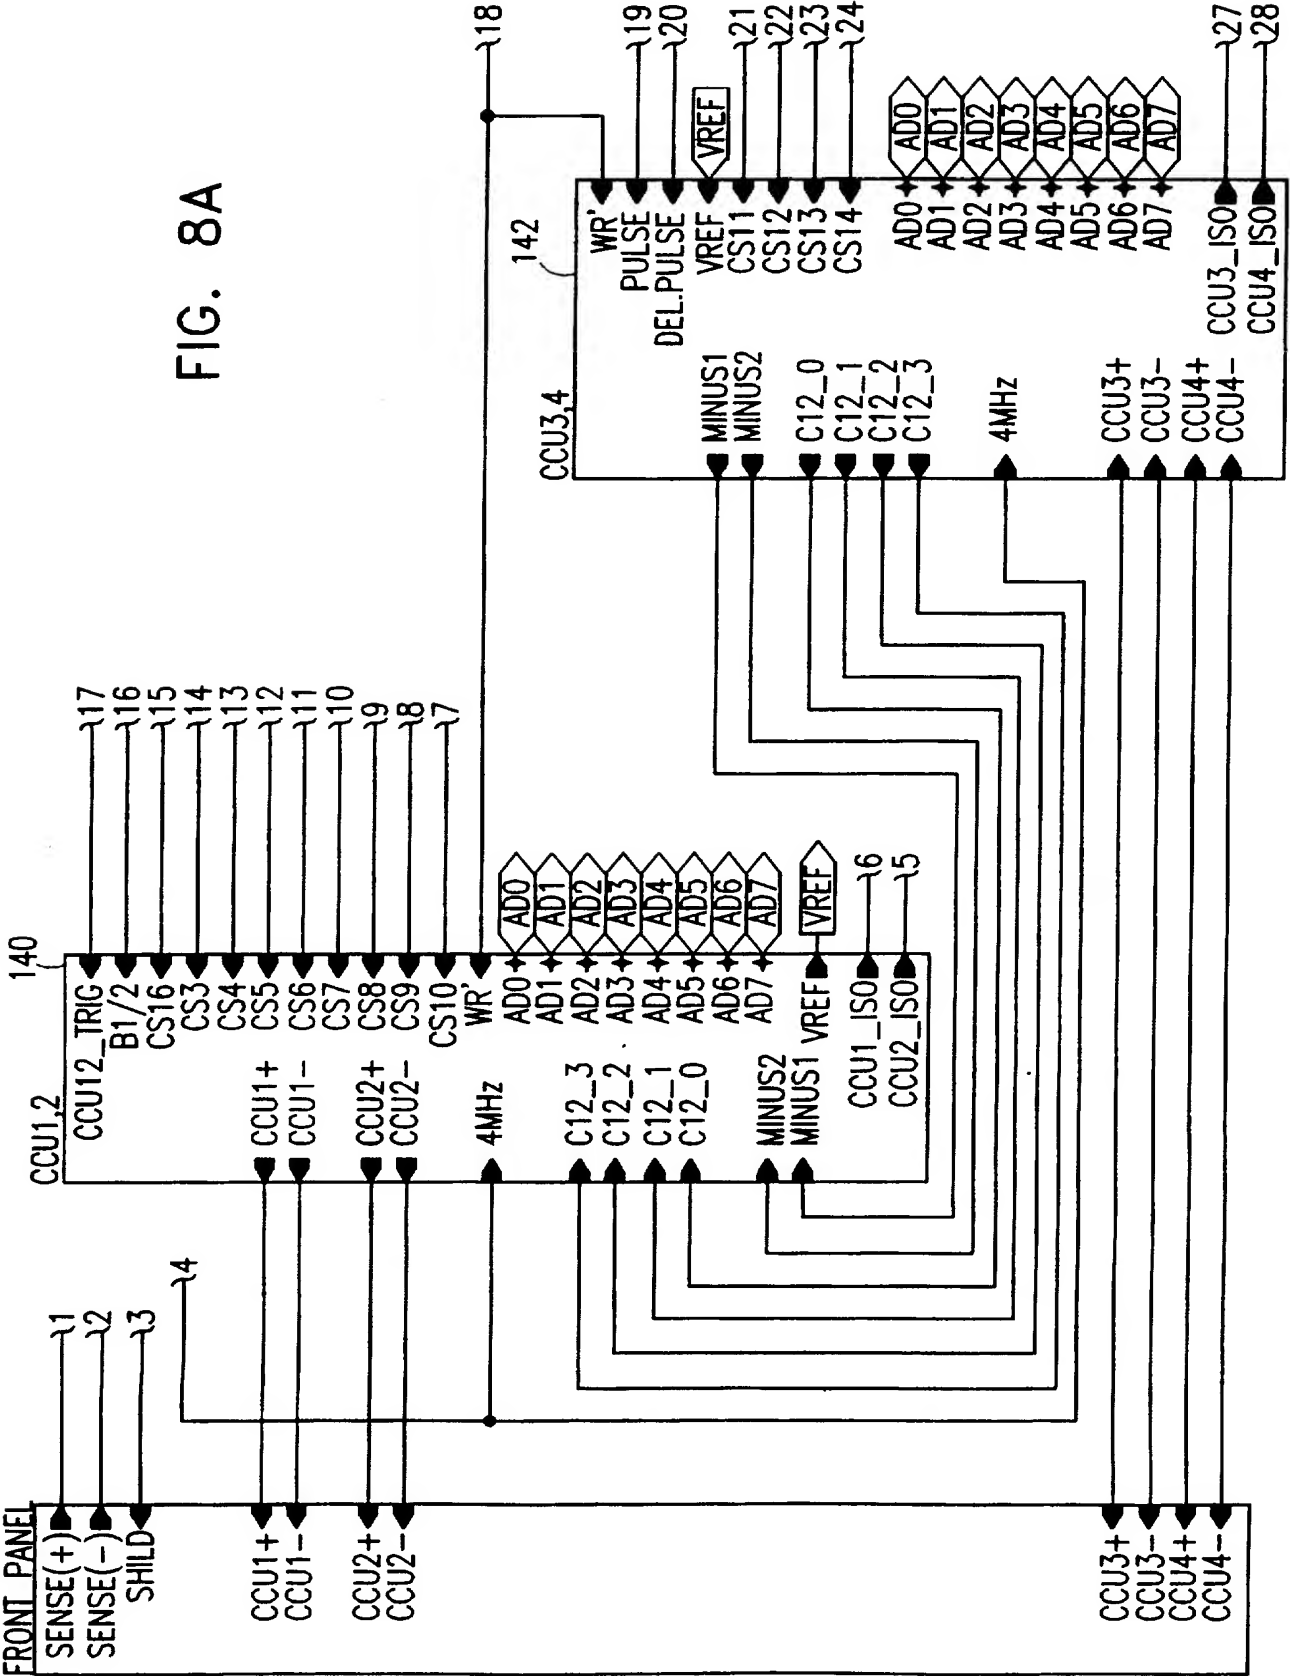 FIG. 8A
FRONT PANEL
SENSE(+)
SENSE(-)
SHILD
CCU1+
CCU1-
CCU2+
CCU2-
CCU3+
CCU3-
CCU4+
CCU4-
1
2
3
4
CCU1,2
140
CCU12_TRIG
B1/2
CS16
CS3
CS4
CS5
CS6
CS7
CS8
CS9
CS10
WR'
AD0
AD1
AD2
AD3
AD4
AD5
AD6
AD7
VREF
CCU1_ISO
CCU2_ISO
CCU1+
CCU1-
CCU2+
CCU2-
4MHz
C12_3
C12_2
C12_1
C12_0
MINUS2
MINUS1
17
16
15
14
13
12
11
10
9
8
7
AD0
AD1
AD2
AD3
AD4
AD5
AD6
AD7
VREF
6
5
CCU3,4
142
MINUS1
MINUS2
C12_0
C12_1
C12_2
C12_3
4MHz
CCU3+
CCU3-
CCU4+
CCU4-
WR'
PULSE
DEL.PULSE
VREF
CS11
CS12
CS13
CS14
AD0
AD1
AD2
AD3
AD4
AD5
AD6
AD7
CCU3_ISO
CCU4_ISO
18
19
20
VREF
21
22
23
24
AD0
AD1
AD2
AD3
AD4
AD5
AD6
AD7
27
28